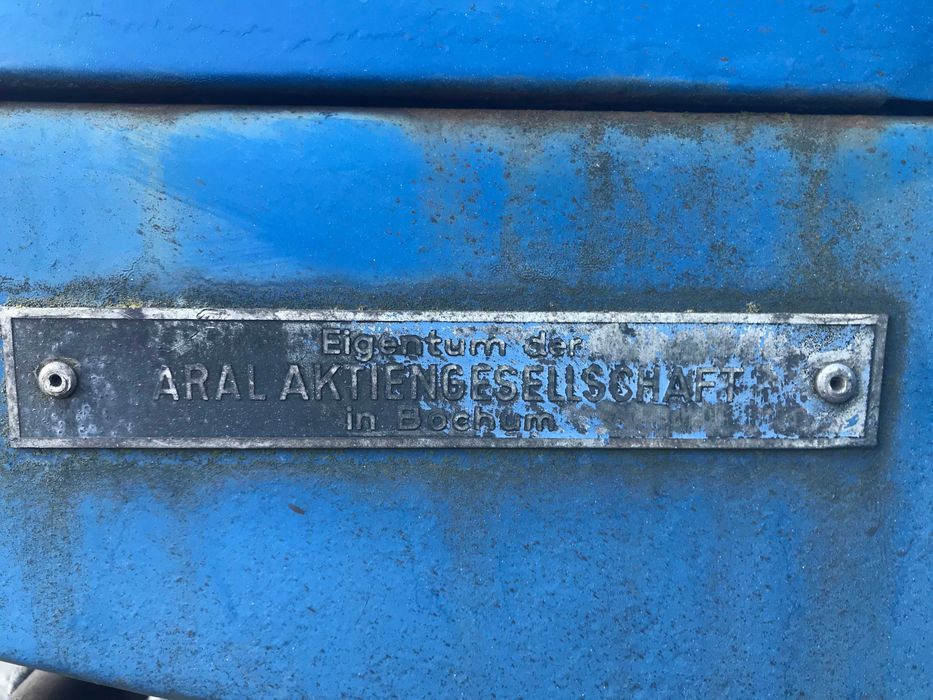 Eigentum der
ARAL AKTIENGESELLSCHAFT
in Bochum